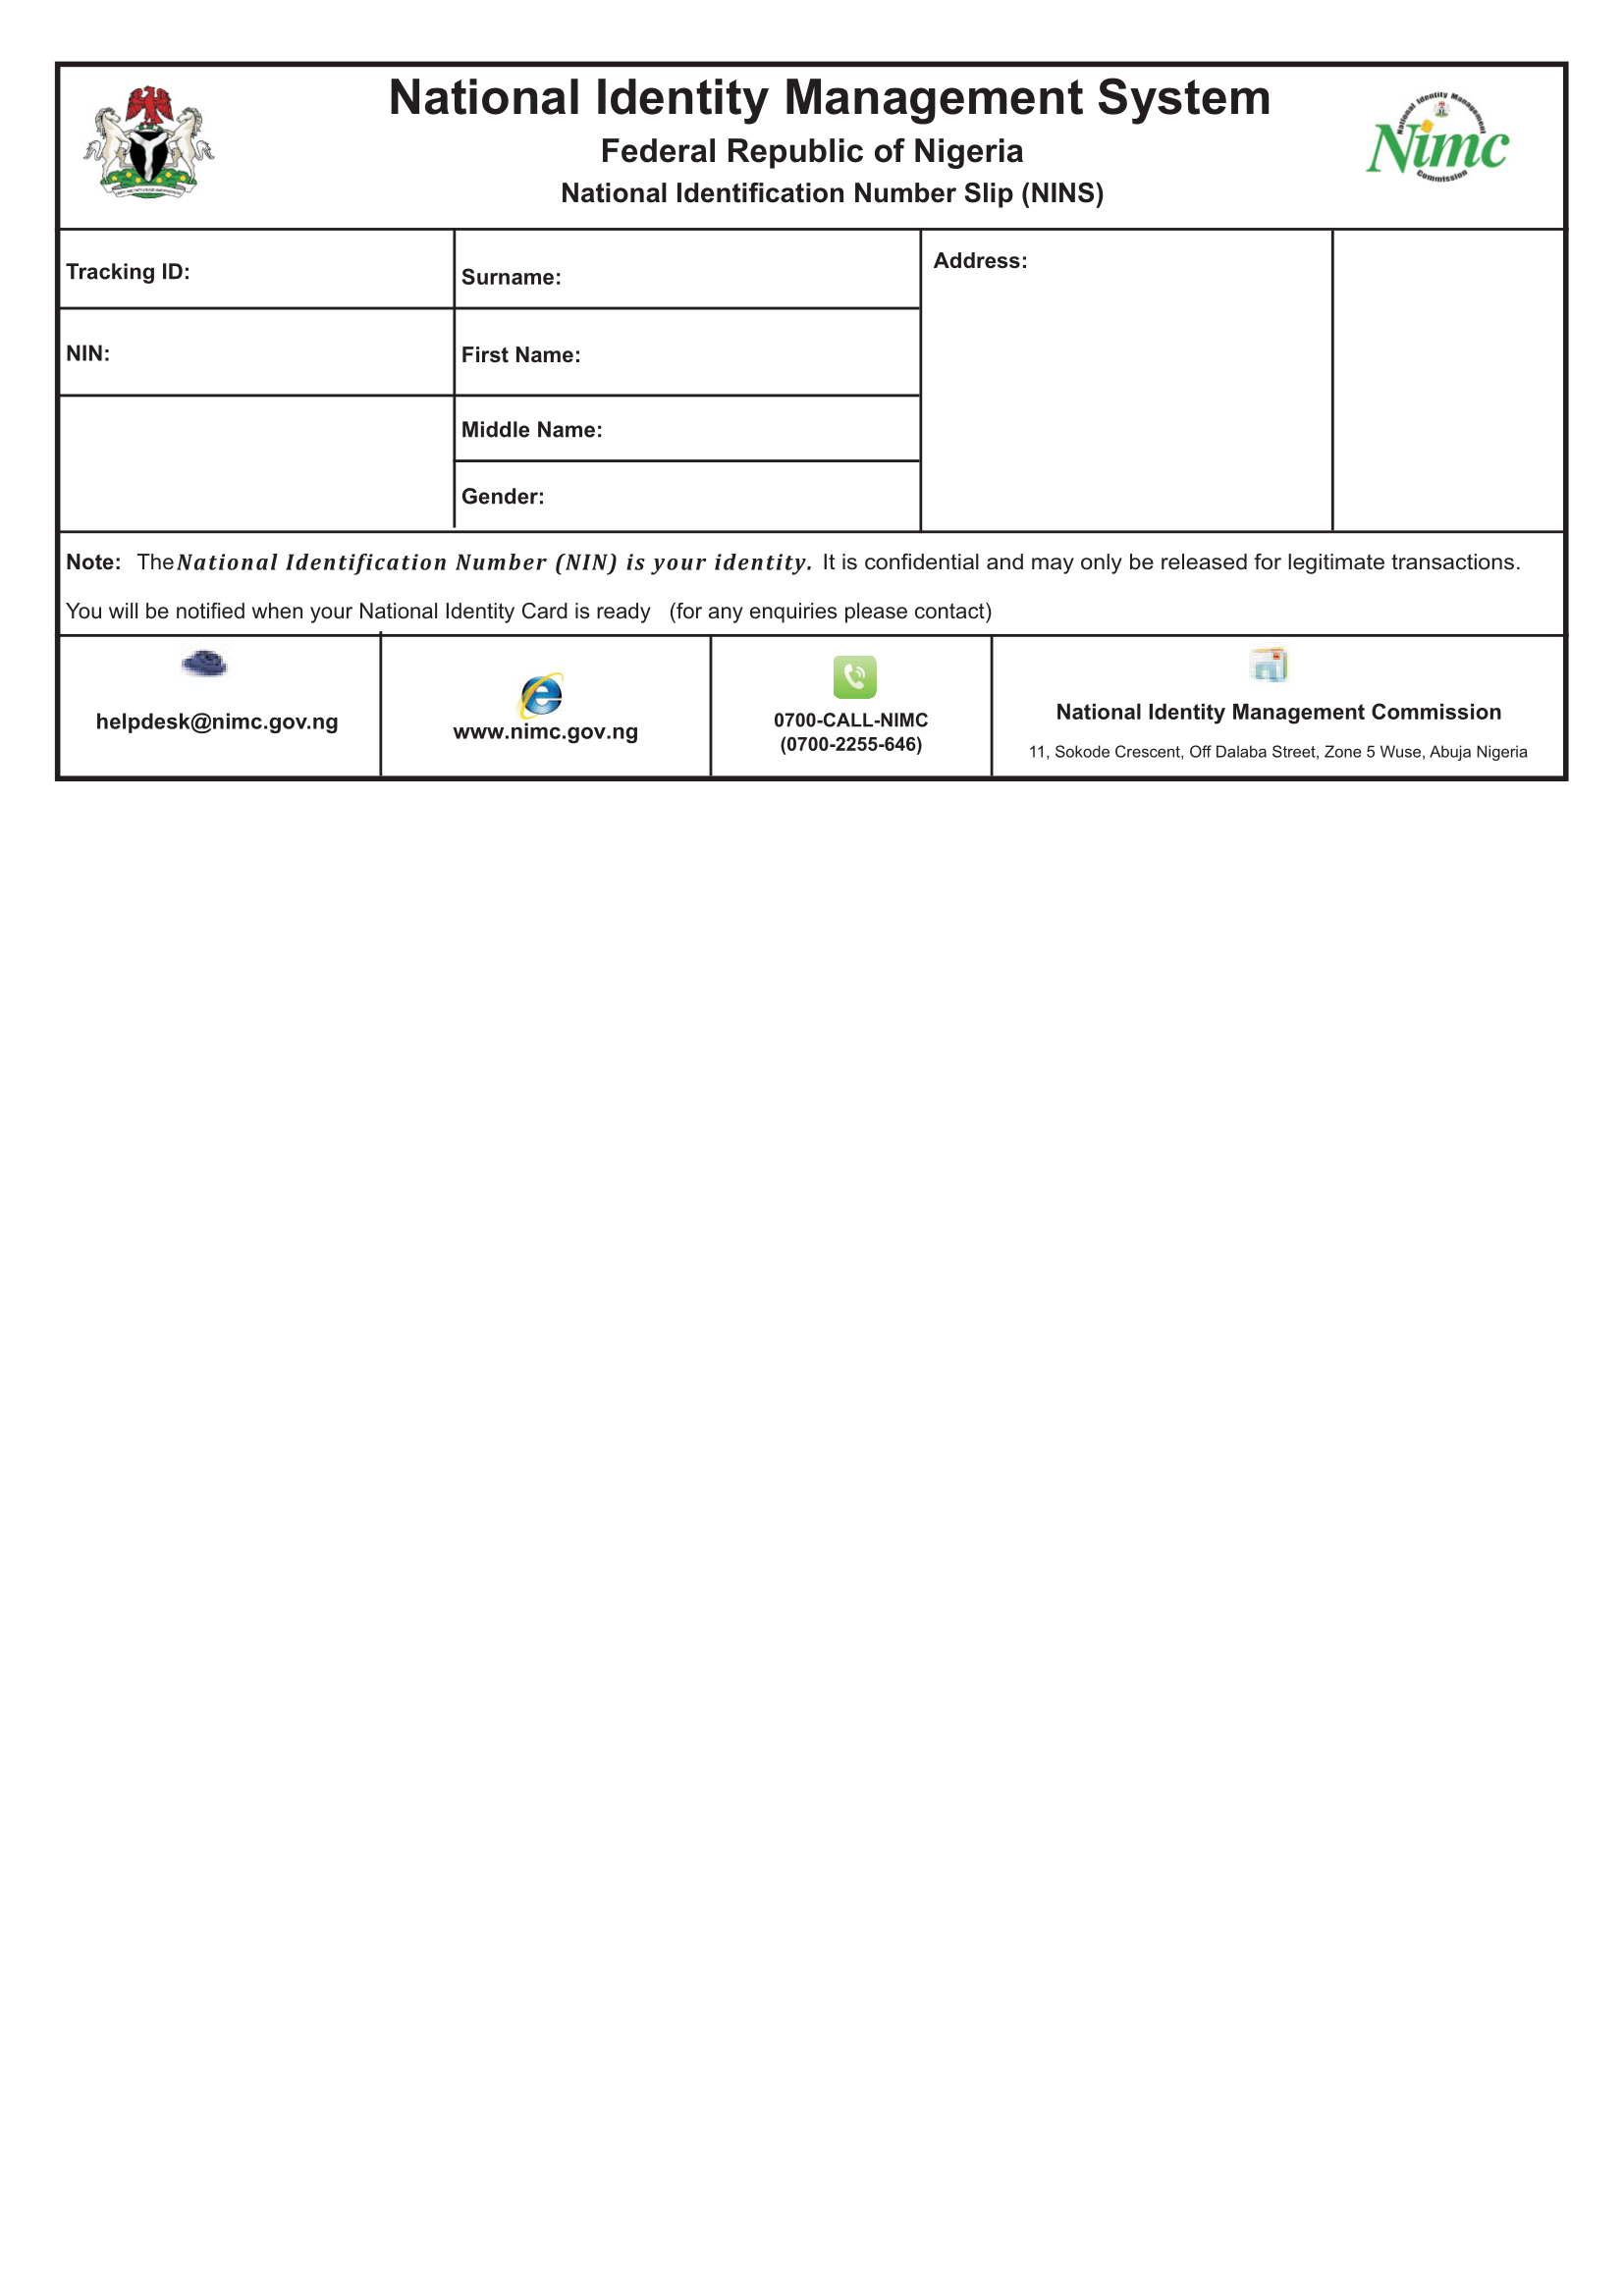 National Identity Management System
Federal Republic of Nigeria
National Identification Number Slip (NINS)
National Identity Management
Nimc
Commission
Tracking ID:
Surname:
Address:
NIN:
First Name:
Middle Name:
Gender:
Note: The National Identification Number (NIN) is your identity. It is confidential and may only be released for legitimate transactions.
You will be notified when your National Identity Card is ready (for any enquiries please contact)
helpdesk@nimc.gov.ng
www.nimc.gov.ng
0700-CALL-NIMC
(0700-2255-646)
National Identity Management Commission
11, Sokode Crescent, Off Dalaba Street, Zone 5 Wuse, Abuja Nigeria